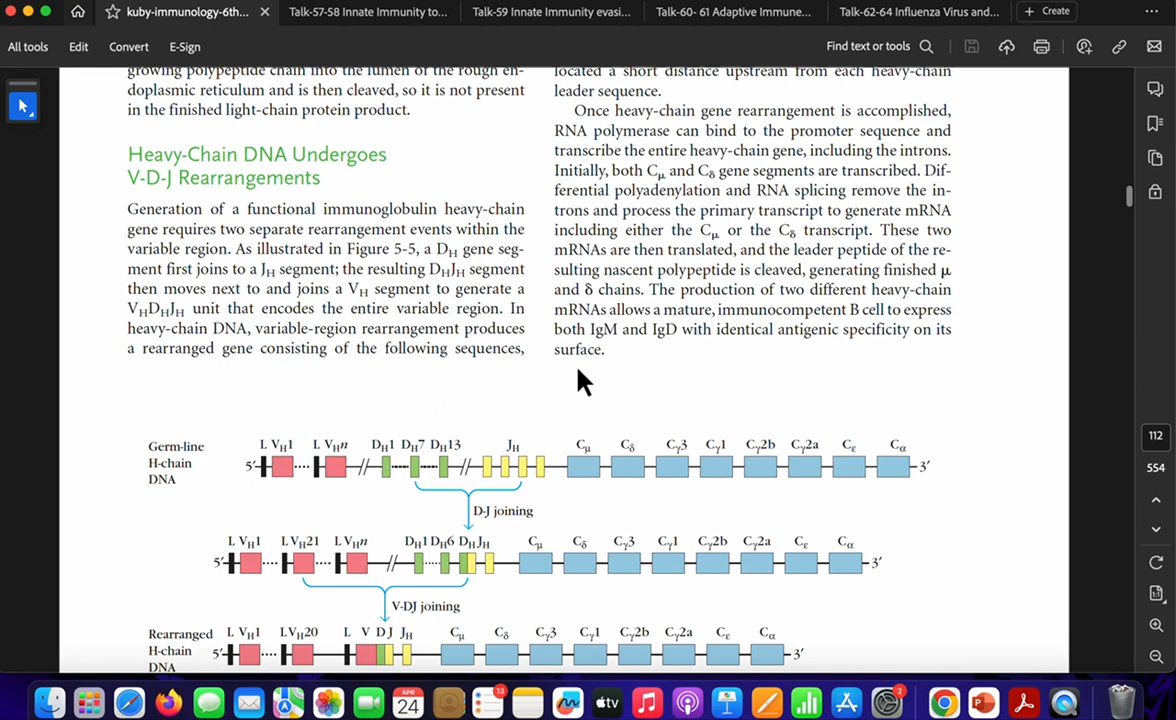 kuby-immunology-6th...
Talk-57-58 Innate Immunity to...
Talk-59 Innate Immunity evasi...
Talk-60- 61 Adaptive Immune...
Talk-62-64 Influenza Virus and...
+ Create
All tools Edit Convert E-Sign
Find text or tools
growing polypeptide chain into the lumen of the rough en-
doplasmic reticulum and is then cleaved, so it is not present
in the finished light-chain protein product.
Heavy-Chain DNA Undergoes
V-D-J Rearrangements
Generation of a functional immunoglobulin heavy-chain
gene requires two separate rearrangement events within the
variable region. As illustrated in Figure 5-5, a DH gene seg-
ment first joins to a JH segment; the resulting DHJH segment
then moves next to and joins a VH segment to generate a
VHDHJH unit that encodes the entire variable region. In
heavy-chain DNA, variable-region rearrangement produces
a rearranged gene consisting of the following sequences,
located a short distance upstream from each heavy-chain
leader sequence.
Once heavy-chain gene rearrangement is accomplished,
RNA polymerase can bind to the promoter sequence and
transcribe the entire heavy-chain gene, including the introns.
Initially, both Cμ and Cδ gene segments are transcribed. Dif-
ferential polyadenylation and RNA splicing remove the in-
trons and process the primary transcript to generate mRNA
including either the Cμ or the Cδ transcript. These two
mRNAs are then translated, and the leader peptide of the re-
sulting nascent polypeptide is cleaved, generating finished μ
and δ chains. The production of two different heavy-chain
mRNAs allows a mature, immunocompetent B cell to express
both IgM and IgD with identical antigenic specificity on its
surface.
Germ-line
H-chain
DNA
L VH1 L VHn DH1 DH7 DH13 JH Cμ Cδ Cγ3 Cγ1 Cγ2b Cγ2a Cε Cα
5′ 3′
D-J joining
L VH1 L VH21 L VHn DH1 DH6 DHJH Cμ Cδ Cγ3 Cγ1 Cγ2b Cγ2a Cε Cα
5′ 3′
V-DJ joining
Rearranged
H-chain
DNA
L VH1 LVH20 L V D J JH Cμ Cδ Cγ3 Cγ1 Cγ2b Cγ2a Cε Cα
5′ 3′
112
554
APR
24
13
tv
2